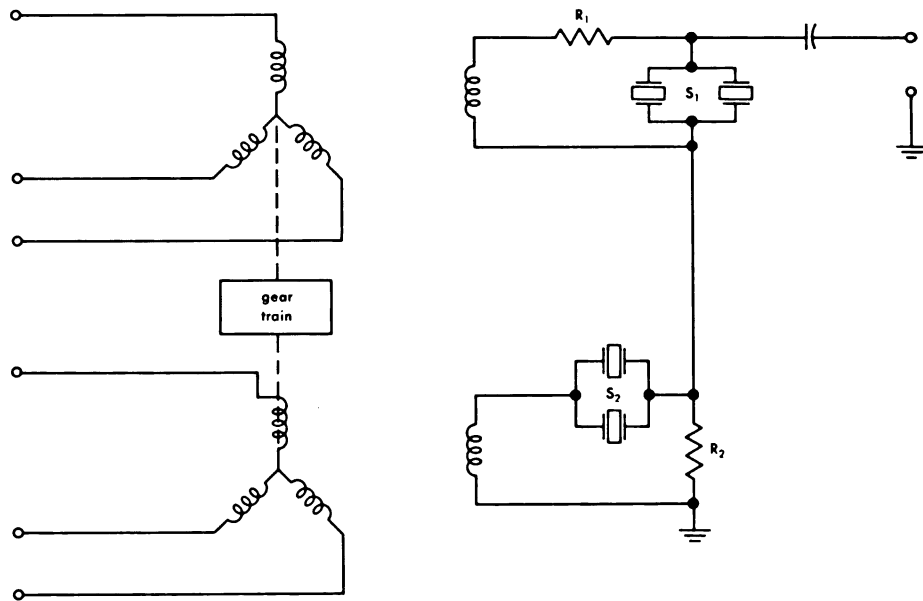 R₁
S₁
gear
train
S₂
R₂